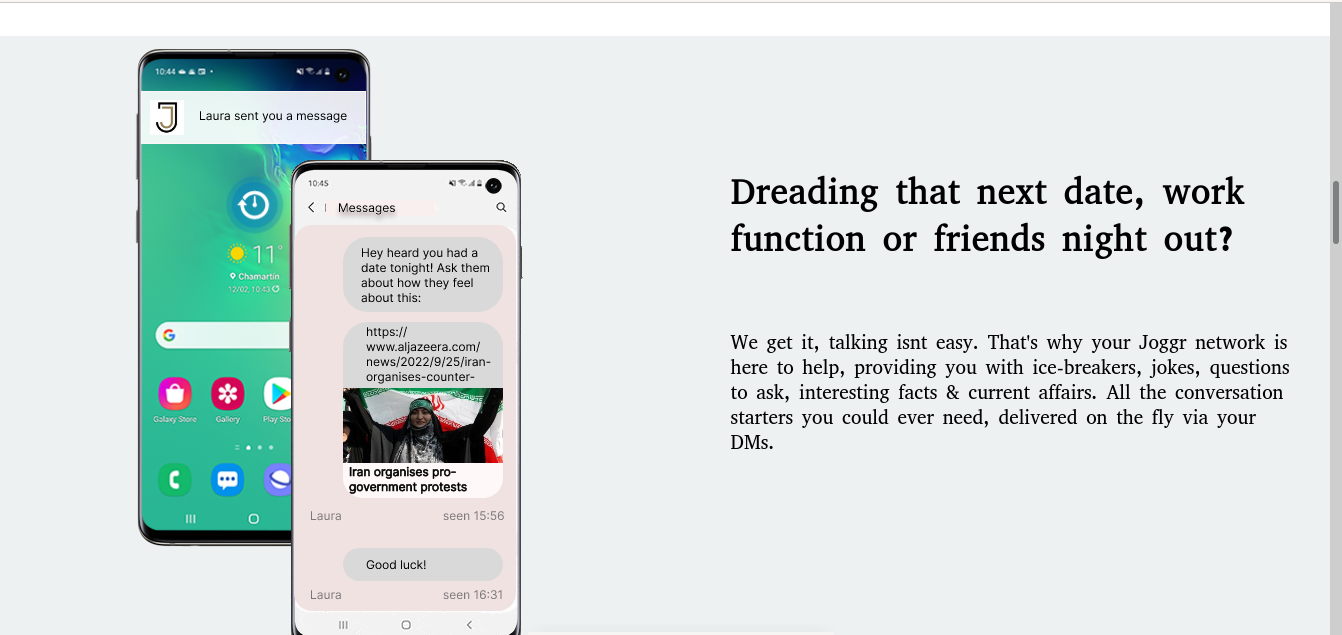 10:44
J
Laura sent you a message
11°
Chamartin
12/02, 10:43
G
Galaxy Store
Gallery
Play Sto
10:45
Messages
Hey heard you had a
date tonight! Ask them
about how they feel
about this:
https://
www.aljazeera.com/
news/2022/9/25/iran-
organises-counter-
Iran organises pro-
government protests
Laura
seen 15:56
Good luck!
Laura
seen 16:31
Dreading that next date, work
function or friends night out?
We get it, talking isnt easy. That's why your Joggr network is
here to help, providing you with ice-breakers, jokes, questions
to ask, interesting facts & current affairs. All the conversation
starters you could ever need, delivered on the fly via your
DMs.